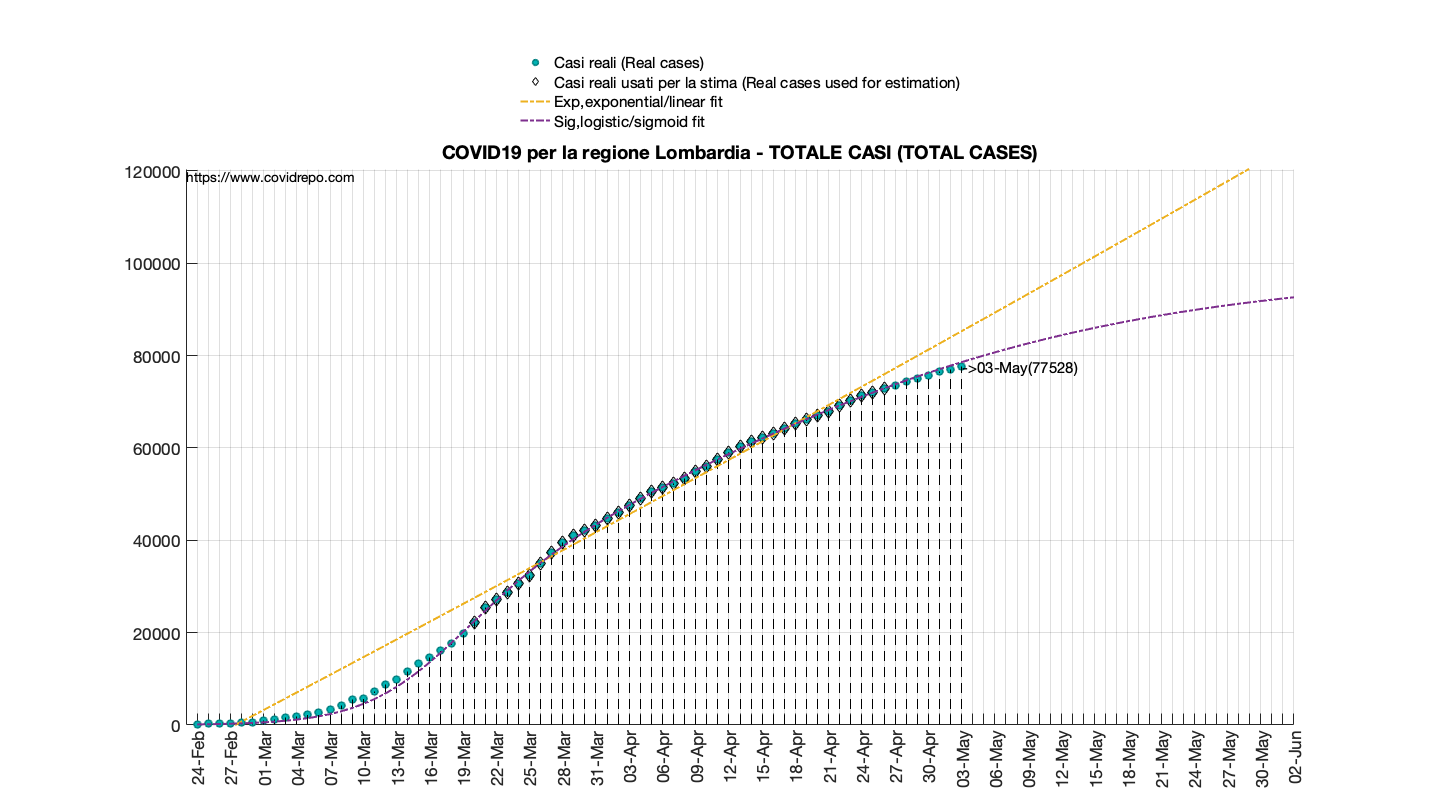 Casi reali (Real cases)
Casi reali usati per la stima (Real cases used for estimation)
Exp,exponential/linear fit
Sig,logistic/sigmoid fit
COVID19 per la regione Lombardia - TOTALE CASI (TOTAL CASES)
https://www.covidrepo.com
120000
100000
80000
60000
40000
20000
0
->03-May(77528)
24-Feb
27-Feb
01-Mar
04-Mar
07-Mar
10-Mar
13-Mar
16-Mar
19-Mar
22-Mar
25-Mar
28-Mar
31-Mar
03-Apr
06-Apr
09-Apr
12-Apr
15-Apr
18-Apr
21-Apr
24-Apr
27-Apr
30-Apr
03-May
06-May
09-May
12-May
15-May
18-May
21-May
24-May
27-May
30-May
02-Jun